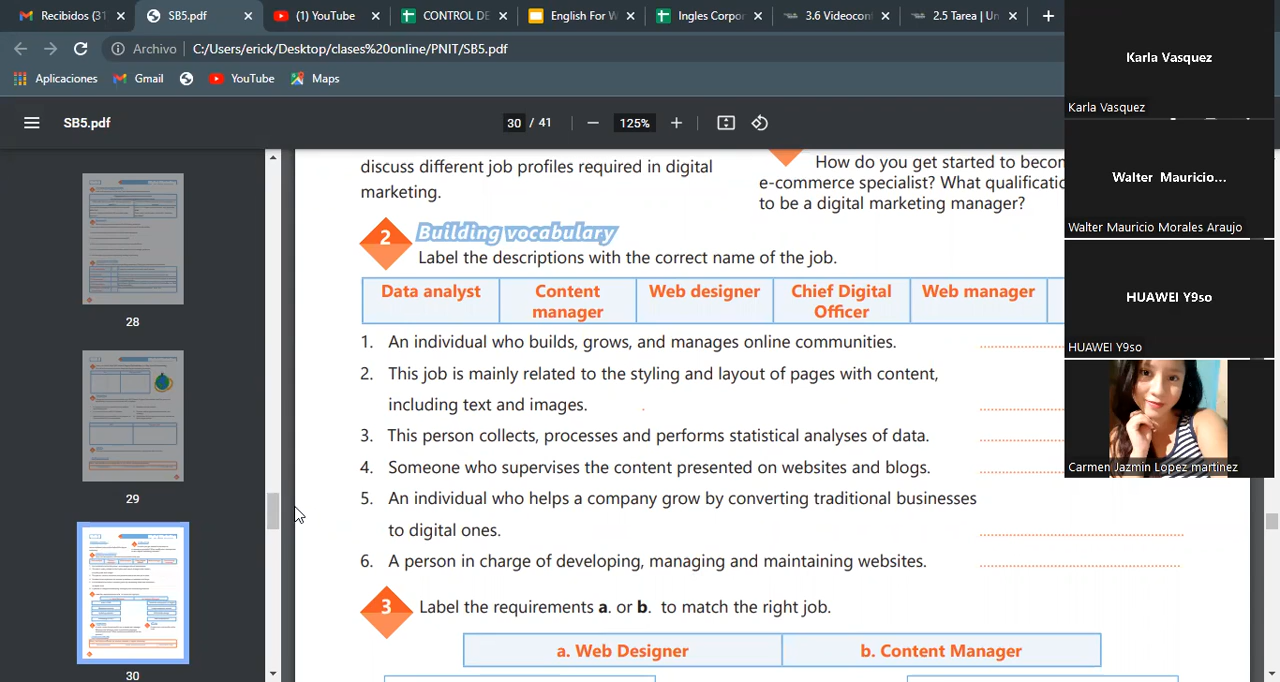 Recibidos (31
SB5.pdf
(1) YouTube
CONTROL DE
English For W
Ingles Corpor
3.6 Videocont
2.5 Tarea | Un
Archivo
C:/Users/erick/Desktop/clases%20online/PNIT/SB5.pdf
Aplicaciones
Gmail
YouTube
Maps
SB5.pdf
30 / 41
125%
28
29
30
discuss different job profiles required in digital
marketing.
How do you get started to becom
e-commerce specialist? What qualificatio
to be a digital marketing manager?
2 Building vocabulary
Label the descriptions with the correct name of the job.
Data analyst
Content manager
Web designer
Chief Digital Officer
Web manager
1. An individual who builds, grows, and manages online communities.
2. This job is mainly related to the styling and layout of pages with content,
including text and images.
3. This person collects, processes and performs statistical analyses of data.
4. Someone who supervises the content presented on websites and blogs.
5. An individual who helps a company grow by converting traditional businesses
to digital ones.
6. A person in charge of developing, managing and maintaining websites.
3 Label the requirements a or b. to match the right job.
a. Web Designer
b. Content Manager
Karla Vasquez
Karla Vasquez
Walter Mauricio...
Walter Mauricio Morales Araujo
HUAWEI Y9so
HUAWEI Y9so
Carmen Jazmin Lopez martinez